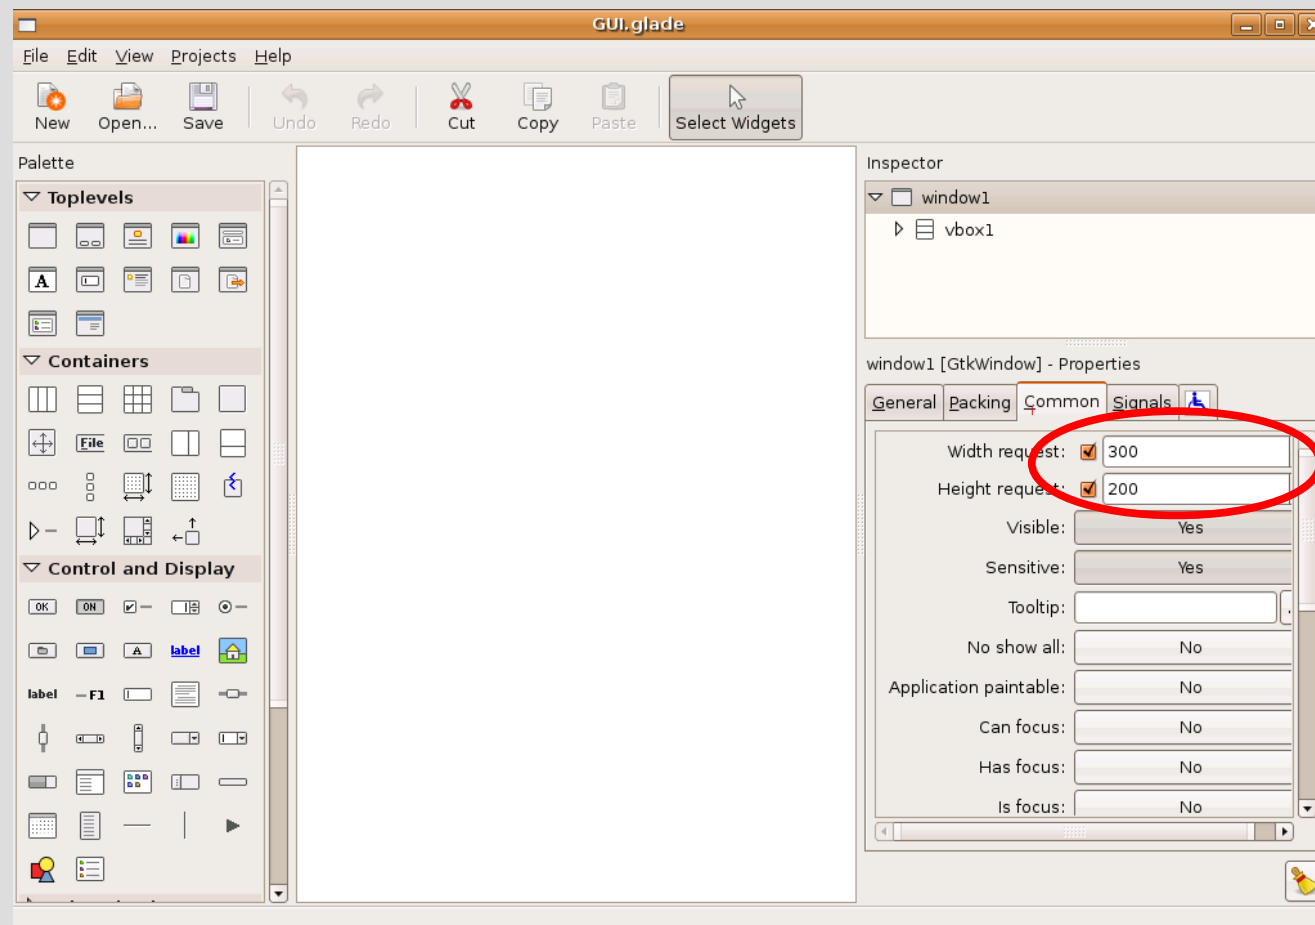 GUI.glade
File Edit View Projects Help
New Open... Save Undo Redo Cut Copy Paste Select Widgets
Palette
Toplevels
A
Containers
File
Control and Display
OK ON
A label
label F1
Inspector
window1
vbox1
window1 [GtkWindow] - Properties
General Packing Common Signals
Width request: 300
Height request: 200
Visible: Yes
Sensitive: Yes
Tooltip:
No show all: No
Application paintable: No
Can focus: No
Has focus: No
Is focus: No